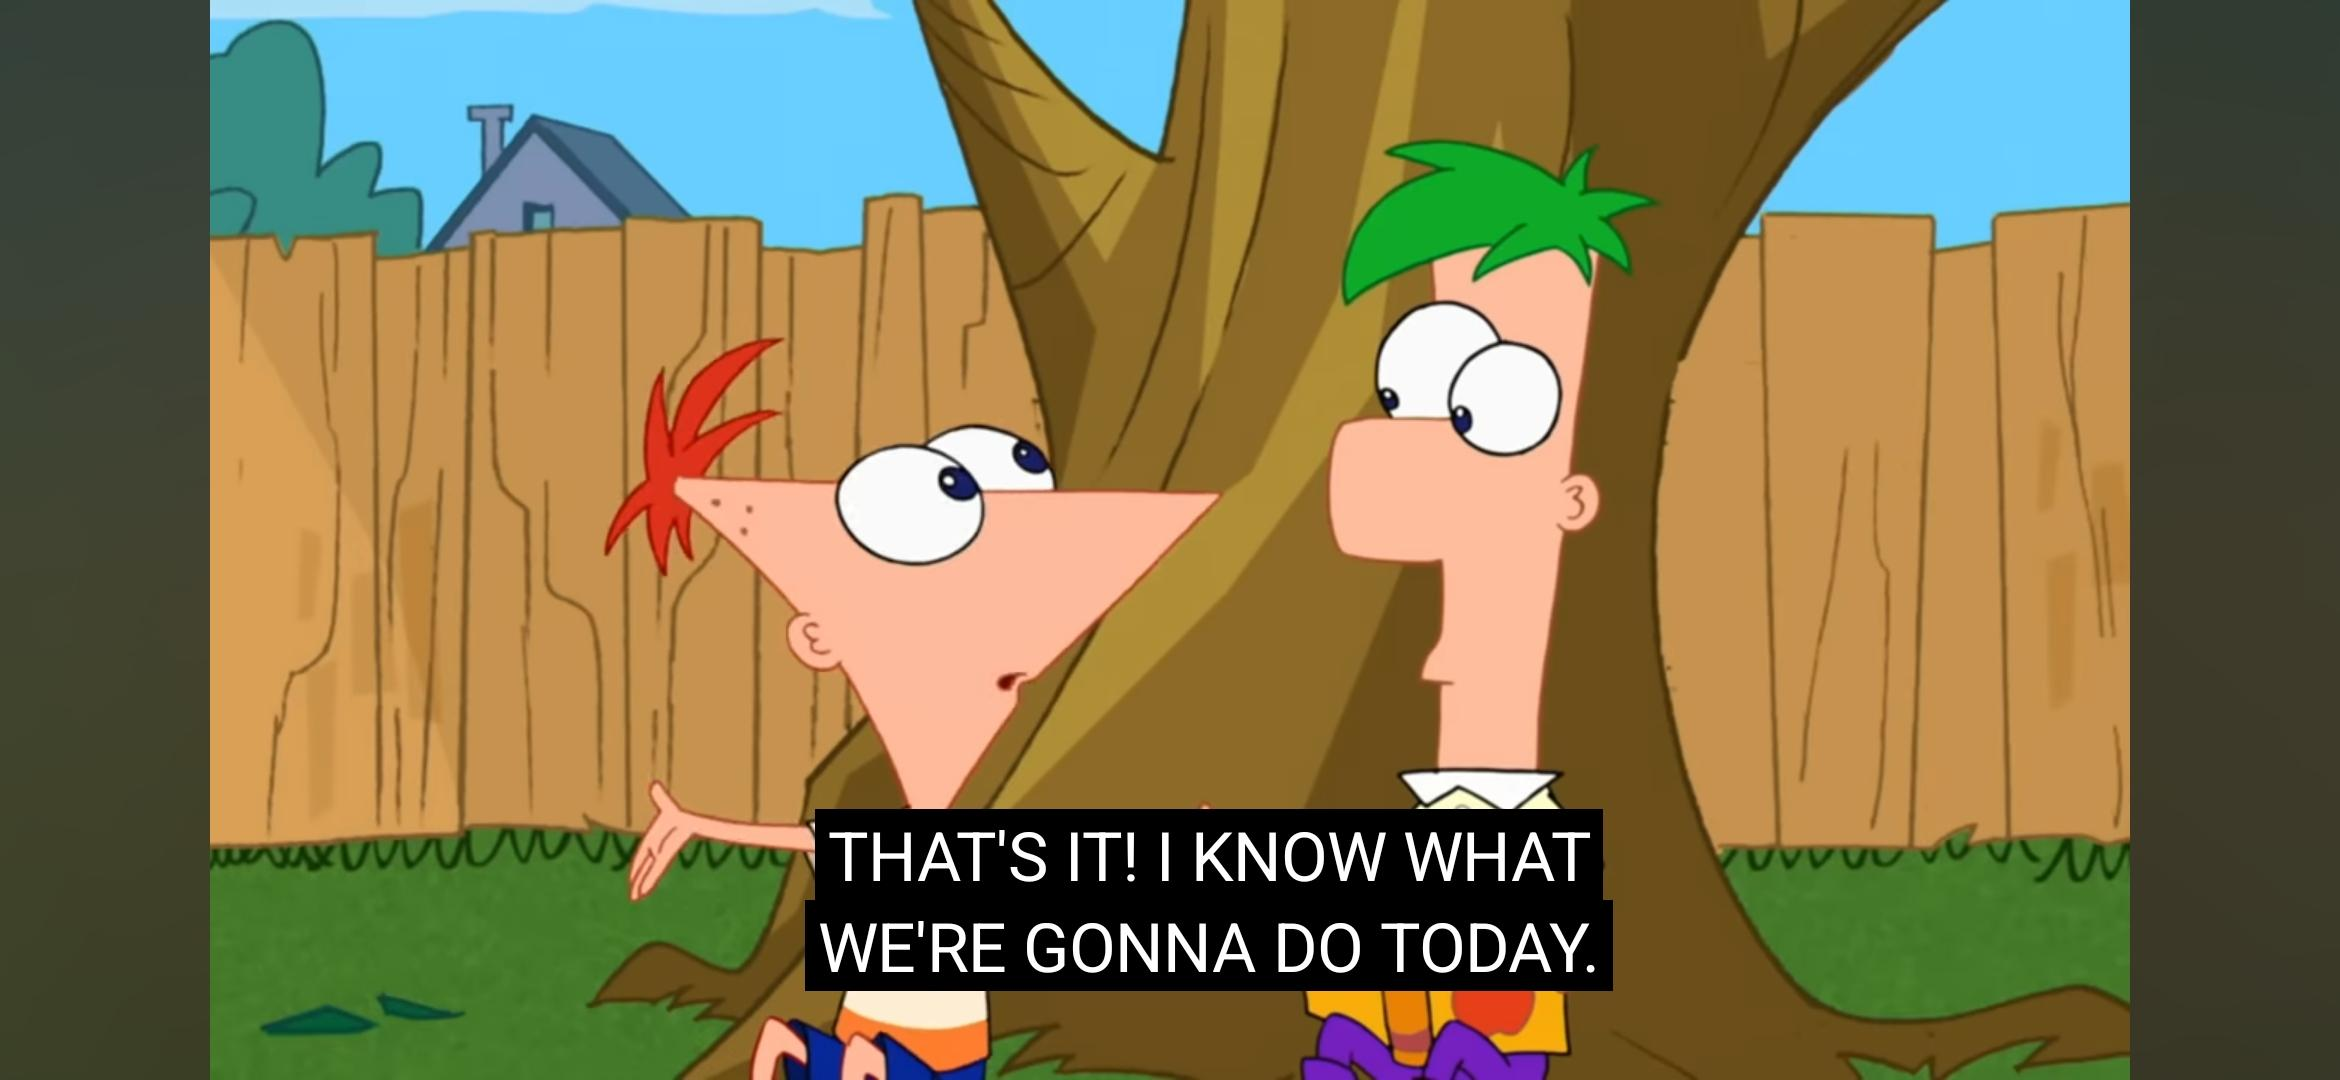 THAT'S IT! I KNOW WHAT
WE'RE GONNA DO TODAY.